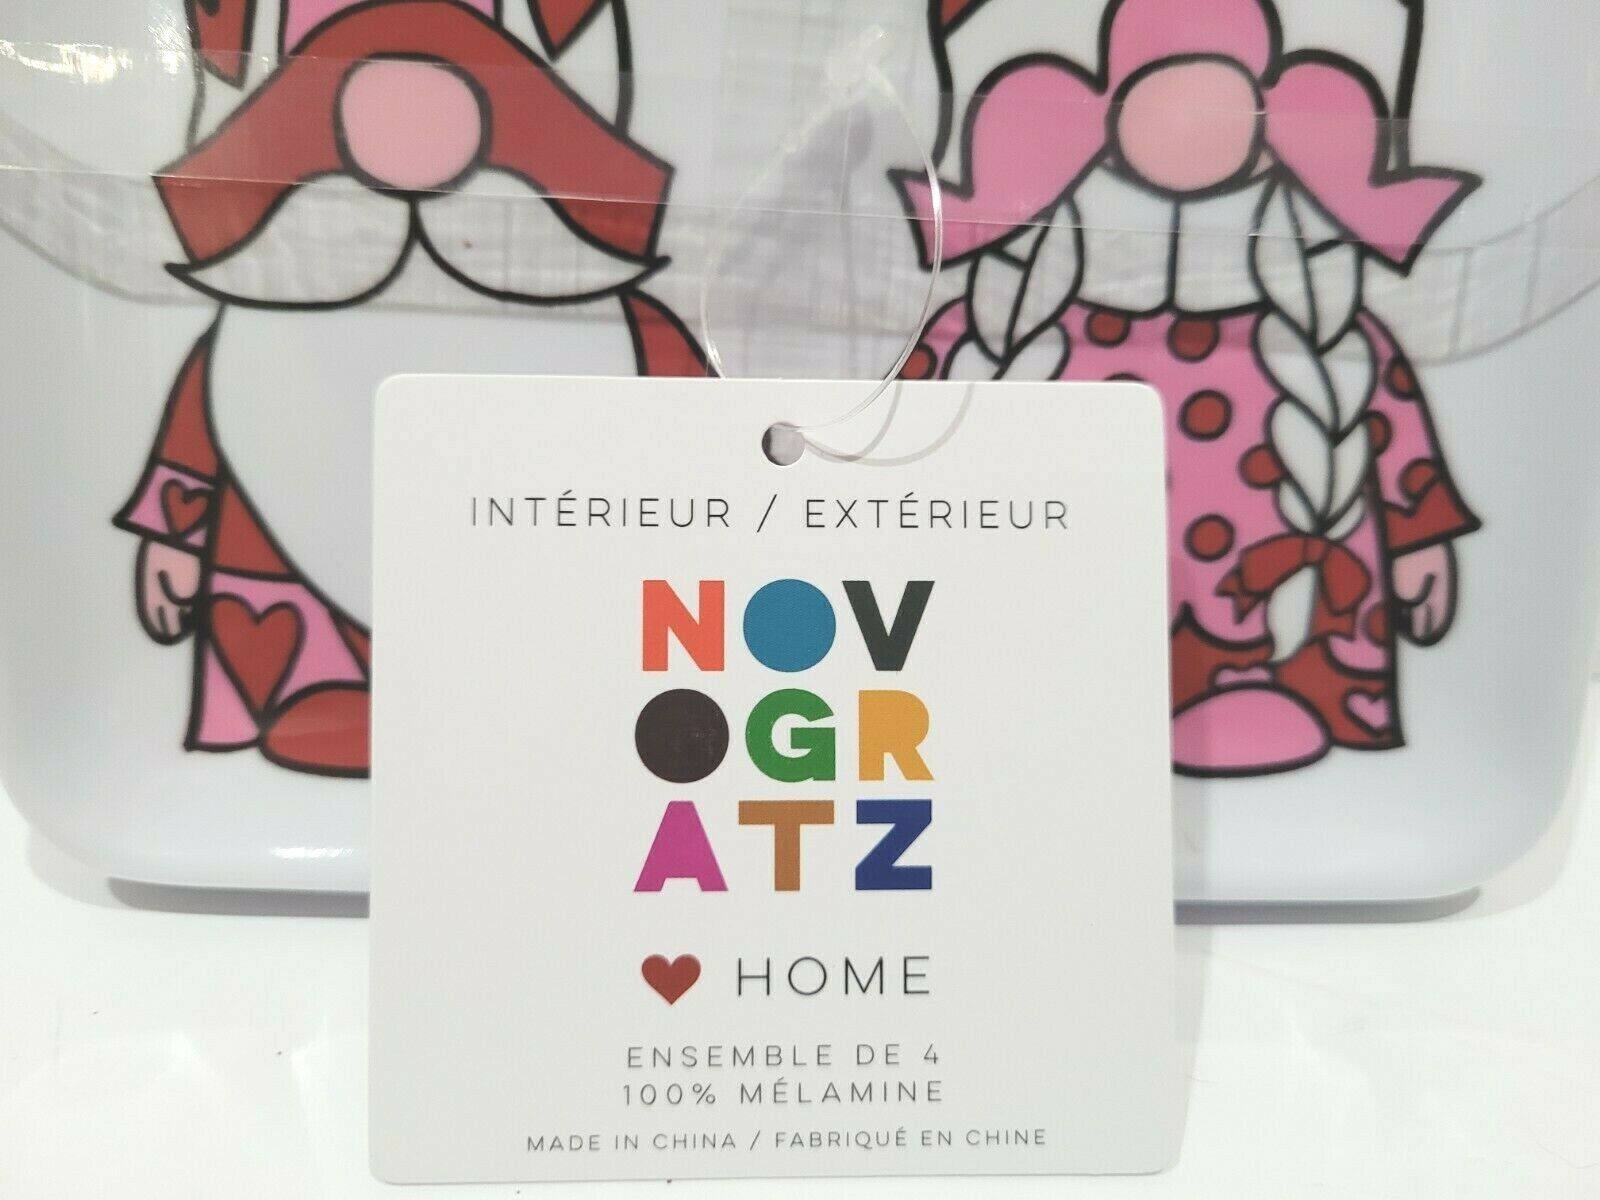 INTÉRIEUR / EXTÉRIEUR
NOV
OGR
ATZ
HOME
ENSEMBLE DE 4
100% MÉLAMINE
MADE IN CHINA / FABRIQUÉ EN CHINE